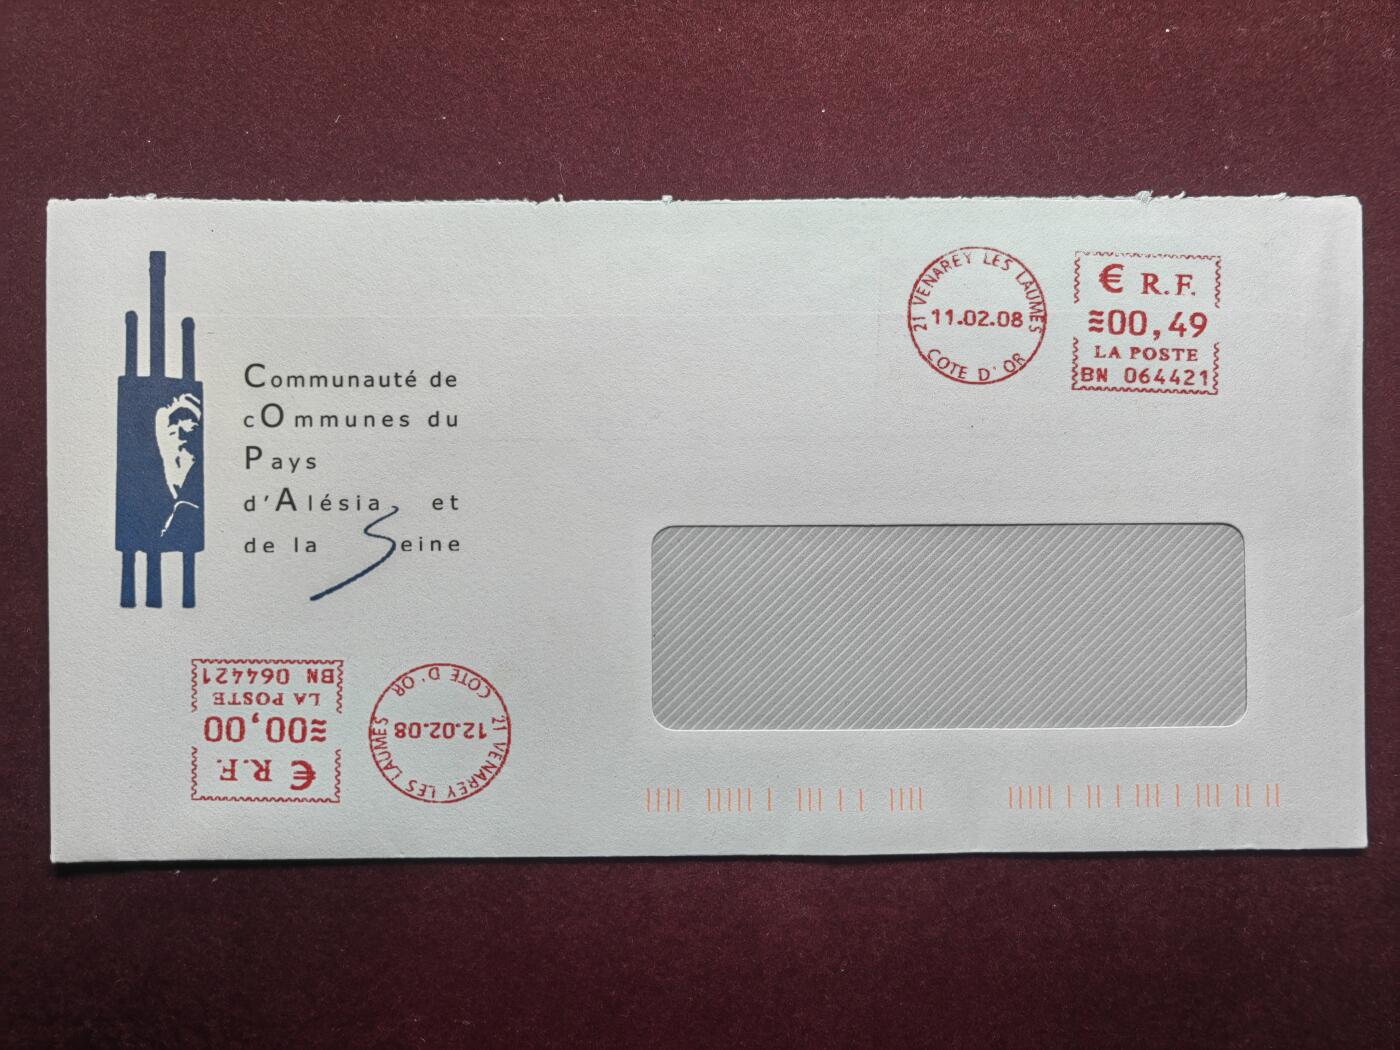 21 VENAREY LES LAUMES
11.02.08
COTE D'OR
€ R.F.
≋00,49
LA POSTE
BN 064421
Communauté de
cOmmunes du
Pays
d'Alésia et
de la Seine
BN 064421
LA POSTE
≋00,00
€ R.F.
21 VENAREY LES LAUMES
12.02.08
COTE D'OR